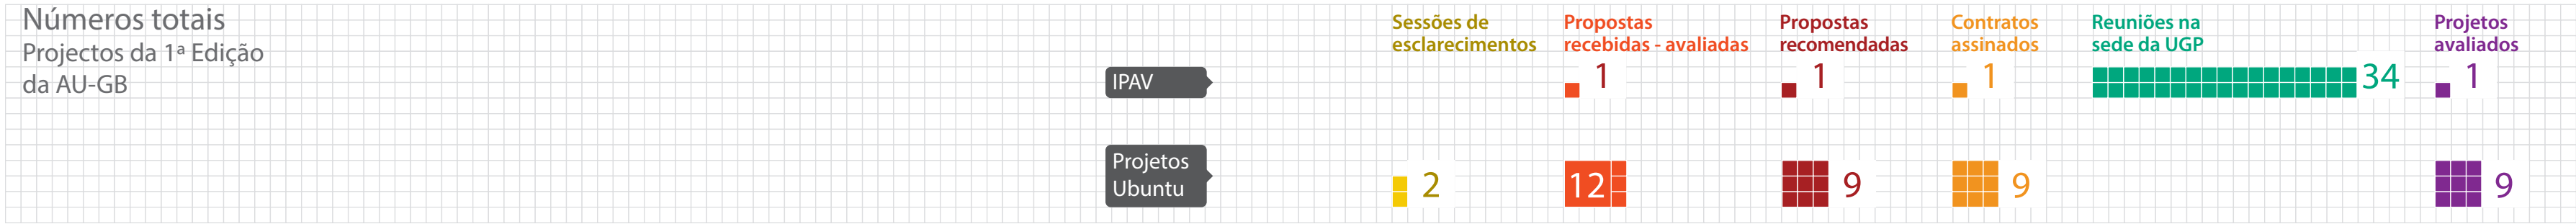 Números totais
Projectos da 1ª Edição
da AU-GB
Sessões de
esclarecimentos
Propostas
recebidas - avaliadas
Propostas
recomendadas
Contratos
assinados
Reuniões na
sede da UGP
Projetos
avaliados
IPAV
1
1
1
34
1
Projetos
Ubuntu
2
12
9
9
9